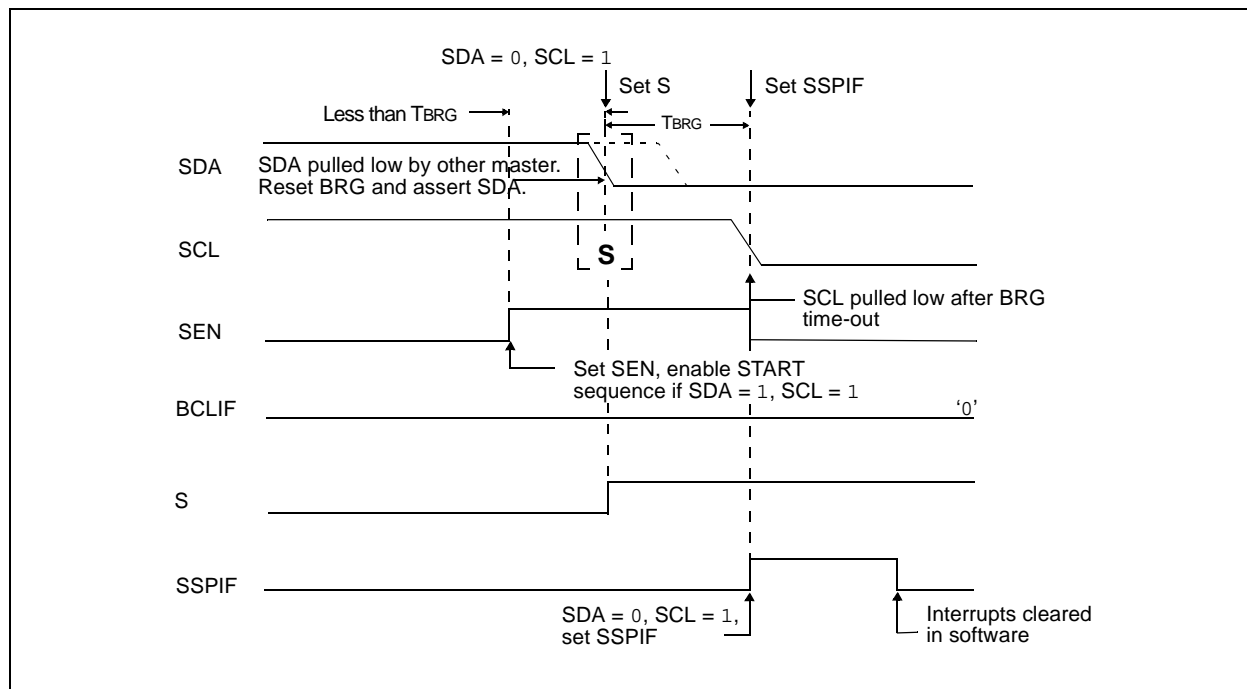 SDA = 0, SCL = 1
Set S
Set SSPIF
Less than TBRG
TBRG
SDA
SDA pulled low by other master.
Reset BRG and assert SDA.
SCL
S
SCL pulled low after BRG
time-out
SEN
Set SEN, enable START
sequence if SDA = 1, SCL = 1
BCLIF
‘0’
S
SSPIF
SDA = 0, SCL = 1,
set SSPIF
Interrupts cleared
in software